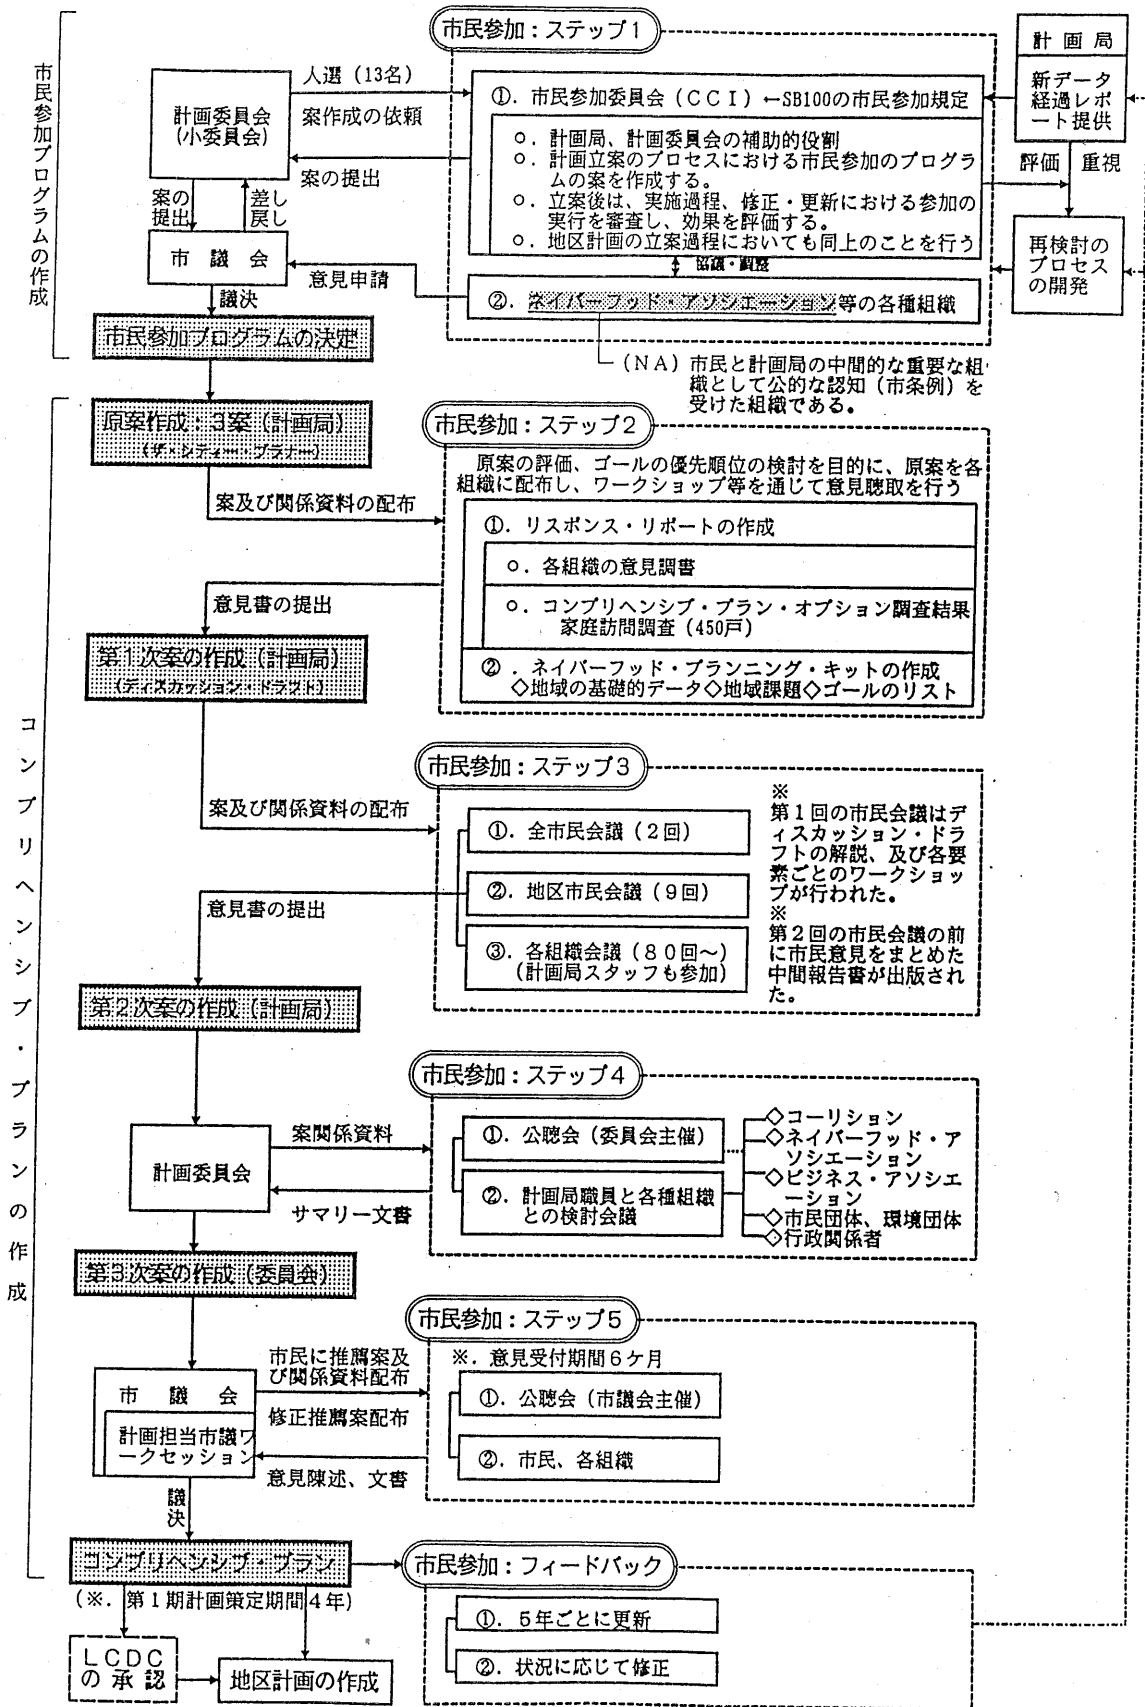 市民参加プログラムの作成
計画委員会
(小委員会)
人選（13名）
案作成の依頼
案の提出
案の
提出
差し
戻し
市 議 会
意見申請
議決
市民参加プログラムの決定
市民参加：ステップ1
①．市民参加委員会（ＣＣＩ）←SB100の市民参加規定
○．計画局、計画委員会の補助的役割
○．計画立案のプロセスにおける市民参加のプログラ
ムの案を作成する。
○．立案後は、実施過程、修正・更新における参加の
実行を審査し、効果を評価する。
○．地区計画の立案過程においても同上のことを行う
協議・調整
②．ネイバーフッド・アソシエーション等の各種組織
（ＮＡ）市民と計画局の中間的な重要な組
織として公的な認知（市条例）を
受けた組織である。
計 画 局
新データ
経過レポ
ート提供
評価 重視
再検討の
プロセス
の開発
コンプリヘンシブ・プランの作成
原案作成：３案（計画局）
（ザ・シティー・プラナー）
案及び関係資料の配布
意見書の提出
市民参加：ステップ2
原案の評価、ゴールの優先順位の検討を目的に、原案を各
組織に配布し、ワークショップ等を通じて意見聴取を行う
①．リスポンス・リポートの作成
○．各組織の意見調書
○．コンプリヘンシブ・プラン・オプション調査結果
家庭訪問調査（450戸）
②．ネイバーフッド・プランニング・キットの作成
◇地域の基礎的データ◇地域課題◇ゴールのリスト
第１次案の作成（計画局）
（ディスカッション・ドラフト）
案及び関係資料の配布
意見書の提出
市民参加：ステップ3
①．全市民会議（２回）
②．地区市民会議（９回）
③．各組織会議（８０回～）
（計画局スタッフも参加）
※
第１回の市民会議はデ
ィスカッション・ドラ
フトの解説、及び各要
素ごとのワークショッ
プが行われた。
※
第２回の市民会議の前
に市民意見をまとめた
中間報告書が出版され
た。
第２次案の作成（計画局）
計画委員会
案関係資料
サマリー文書
市民参加：ステップ4
①．公聴会（委員会主催）
②．計画局職員と各種組織
との検討会議
◇コーリション
◇ネイバーフッド・ア
ソシエーション
◇ビジネス・アソシエ
ーション
◇市民団体、環境団体
◇行政関係者
第３次案の作成（委員会）
市 議 会
計画担当市議ワ
ークセッション
市民に推薦案及
び関係資料配布
修正推薦案配布
意見陳述、文書
議
決
市民参加：ステップ5
※．意見受付期間６ケ月
①．公聴会（市議会主催）
②．市民、各組織
コンプリヘンシブ・プラン
（※．第１期計画策定期間４年）
ＬＣＤＣ
の 承 認
地区計画の作成
市民参加：フィードバック
①．５年ごとに更新
②．状況に応じて修正